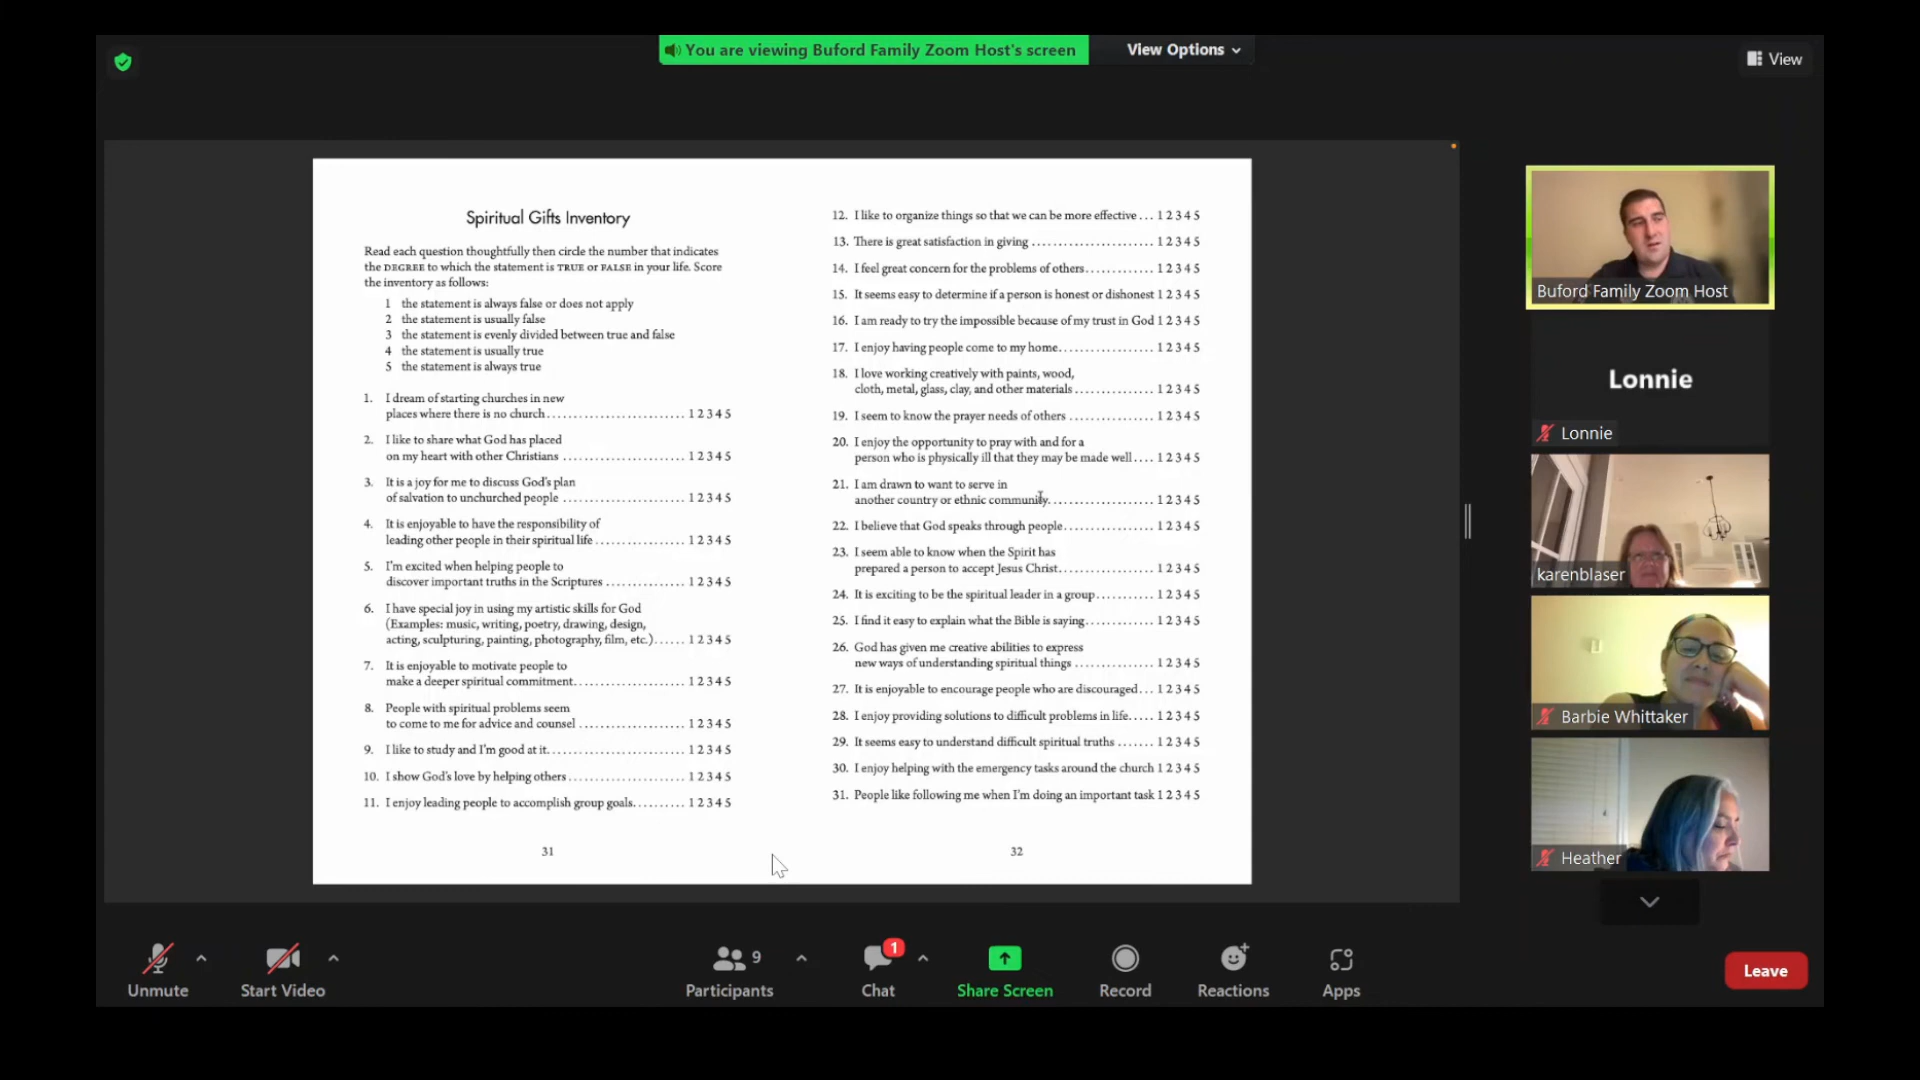 You are viewing Buford Family Zoom Host's screen
View Options
View
Spiritual Gifts Inventory
Read each question thoughtfully then circle the number that indicates
the DEGREE to which the statement is TRUE or FALSE in your life. Score
the inventory as follows:
1 the statement is always false or does not apply
2 the statement is usually false
3 the statement is evenly divided between true and false
4 the statement is usually true
5 the statement is always true
1. I dream of starting churches in new
places where there is no church........................ 1 2 3 4 5
2. I like to share what God has placed
on my heart with other Christians ..................... 1 2 3 4 5
3. It is a joy for me to discuss God's plan
of salvation to unchurched people ..................... 1 2 3 4 5
4. It is enjoyable to have the responsibility of
leading other people in their spiritual life ............... 1 2 3 4 5
5. I'm excited when helping people to
discover important truths in the Scriptures ............. 1 2 3 4 5
6. I have special joy in using my artistic skills for God
(Examples: music, writing, poetry, drawing, design,
acting, sculpturing, painting, photography, film, etc.)...... 1 2 3 4 5
7. It is enjoyable to motivate people to
make a deeper spiritual commitment................... 1 2 3 4 5
8. People with spiritual problems seem
to come to me for advice and counsel .................. 1 2 3 4 5
9. I like to study and I'm good at it........................ 1 2 3 4 5
10. I show God's love by helping others .................... 1 2 3 4 5
11. I enjoy leading people to accomplish group goals......... 1 2 3 4 5
31
12. I like to organize things so that we can be more effective ... 1 2 3 4 5
13. There is great satisfaction in giving ..................... 1 2 3 4 5
14. I feel great concern for the problems of others............ 1 2 3 4 5
15. It seems easy to determine if a person is honest or dishonest 1 2 3 4 5
16. I am ready to try the impossible because of my trust in God 1 2 3 4 5
17. I enjoy having people come to my home................ 1 2 3 4 5
18. I love working creatively with paints, wood,
cloth, metal, glass, clay, and other materials ............. 1 2 3 4 5
19. I seem to know the prayer needs of others .............. 1 2 3 4 5
20. I enjoy the opportunity to pray with and for a
person who is physically ill that they may be made well.... 1 2 3 4 5
21. I am drawn to want to serve in
another country or ethnic community.................. 1 2 3 4 5
22. I believe that God speaks through people............... 1 2 3 4 5
23. I seem able to know when the Spirit has
prepared a person to accept Jesus Christ................ 1 2 3 4 5
24. It is exciting to be the spiritual leader in a group.......... 1 2 3 4 5
25. I find it easy to explain what the Bible is saying............ 1 2 3 4 5
26. God has given me creative abilities to express
new ways of understanding spiritual things ............. 1 2 3 4 5
27. It is enjoyable to encourage people who are discouraged... 1 2 3 4 5
28. I enjoy providing solutions to difficult problems in life..... 1 2 3 4 5
29. It seems easy to understand difficult spiritual truths ...... 1 2 3 4 5
30. I enjoy helping with the emergency tasks around the church 1 2 3 4 5
31. People like following me when I'm doing an important task 1 2 3 4 5
32
Buford Family Zoom Host
Lonnie
Lonnie
karenblaser
Barbie Whittaker
Heather
Unmute
Start Video
9
Participants
1
Chat
Share Screen
Record
Reactions
Apps
Leave